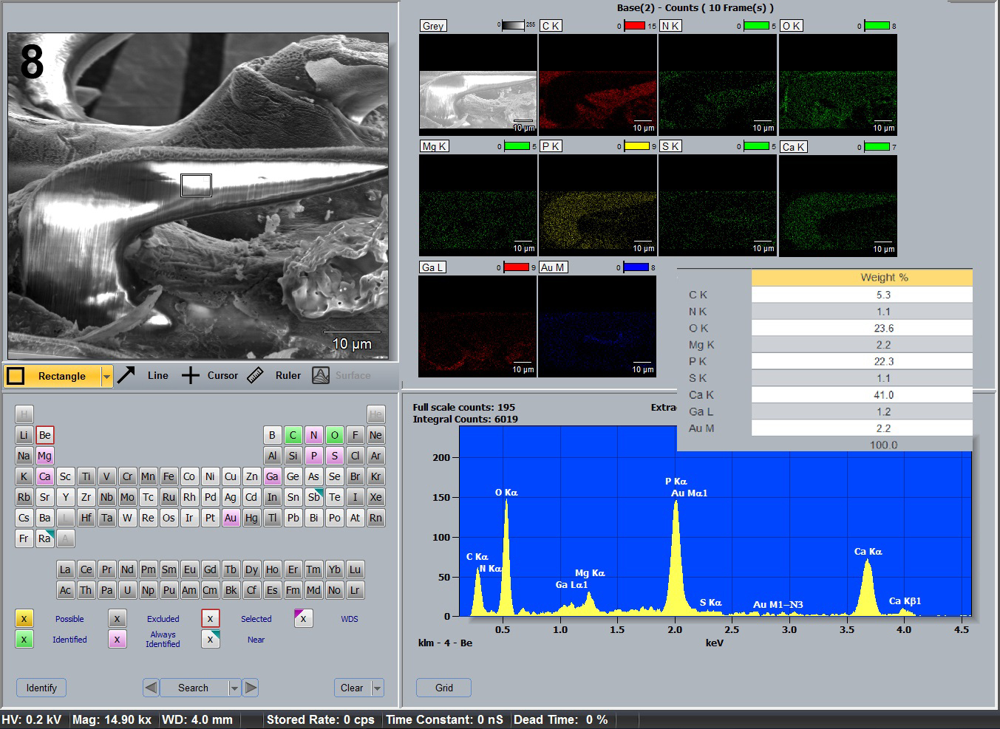 Base(2) - Counts ( 10 Frame(s) )
8
10 µm
Grey 0 255
C K 0 15
N K 0 5
O K 0 8
10 µm
10 µm
10 µm
10 µm
Mg K 0 5
P K 0 9
S K 0 5
Ca K 0 7
10 µm
10 µm
10 µm
10 µm
Ga L 0 9
Au M 0 8
10 µm
10 µm
Weight %
C K 5.3
N K 1.1
O K 23.6
Mg K 2.2
P K 22.3
S K 1.1
Ca K 41.0
Ga L 1.2
Au M 2.2
100.0
Rectangle Line Cursor Ruler Surface
H He
Li Be B C N O F Ne
Na Mg Al Si P S Cl Ar
K Ca Sc Ti V Cr Mn Fe Co Ni Cu Zn Ga Ge As Se Br Kr
Rb Sr Y Zr Nb Mo Tc Ru Rh Pd Ag Cd In Sn Sb Te I Xe
Cs Ba L Hf Ta W Re Os Ir Pt Au Hg Tl Pb Bi Po At Rn
Fr Ra A
La Ce Pr Nd Pm Sm Eu Gd Tb Dy Ho Er Tm Yb Lu
Ac Th Pa U Np Pu Am Cm Bk Cf Es Fm Md No Lr
X Possible X Excluded X Selected X WDS
X Identified X Always Identified X Near
Identify Search Clear
Full scale counts: 195 Extra
Integral Counts: 6019
200
150
100
50
0
C Kα
N Kα
O Kα
Ga Lα1
Mg Kα
P Kα
Au Mα1
S Kα
Au M1-N3
Ca Kα
Ca Kβ1
0.5 1.0 1.5 2.0 2.5 3.0 3.5 4.0 4.5
klm - 4 - Be keV
Grid
HV: 0.2 kV Mag: 14.90 kx WD: 4.0 mm Stored Rate: 0 cps Time Constant: 0 nS Dead Time: 0 %